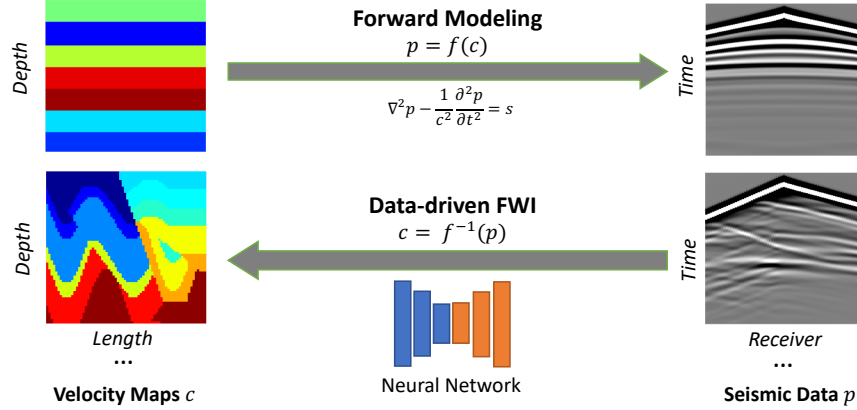 Forward Modeling
p = f(c)
∇²p − 1/c² ∂²p/∂t² = s
Depth
Time
Data-driven FWI
c = f⁻¹(p)
Depth
Time
Length
...
Velocity Maps c
Neural Network
Receiver
...
Seismic Data p